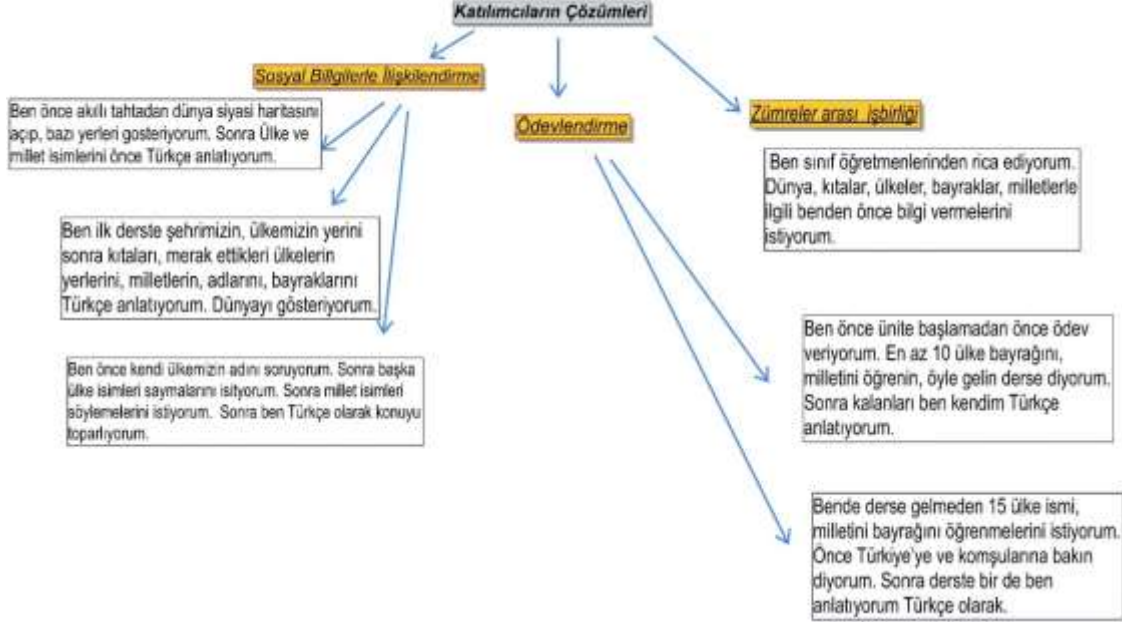 Katılımcıların Çözümleri
Sosyal Biligilerle İlişkilendirme
Ben önce akıllı tahtadan dünya siyasi haritasını
açıp, bazı yerleri gosteriyorum. Sonra Ülke ve
millet isimlerini önce Türkçe anlatıyorum.
Ben ilk derste şehrimizin, ülkemizin yerini
sonra kıtaları, merak ettikleri ülkelerin
yerlerini, milletlerin, adlarını, bayraklarını
Türkçe anlatıyorum. Dünyayı gösteriyorum.
Ben önce kendi ülkemizin adını soruyorum. Sonra başka
ülke isimleri saymalarını isityorum. Sonra millet isimleri
söylemelerini istiyorum. Sonra ben Türkçe olarak konuyu
toparlıyorum.
Ödevlendirme
Ben önce ünite başlamadan önce ödev
veriyorum. En az 10 ülke bayrağını,
milletini öğrenin, öyle gelin derse diyorum.
Sonra kalanları ben kendim Türkçe
anlatıyorum.
Bende derse gelmeden 15 ülke ismi,
milletini bayrağını öğrenmelerini istiyorum.
Önce Türkiye'ye ve komşularına bakın
diyorum. Sonra derste bir de ben
anlatıyorum Türkçe olarak.
Zümreler arası işbirliği
Ben sınıf öğretmenlerinden rica ediyorum.
Dünya, kıtalar, ülkeler, bayraklar, milletlerle
ilgili benden önce bilgi vermelerini
istiyorum.